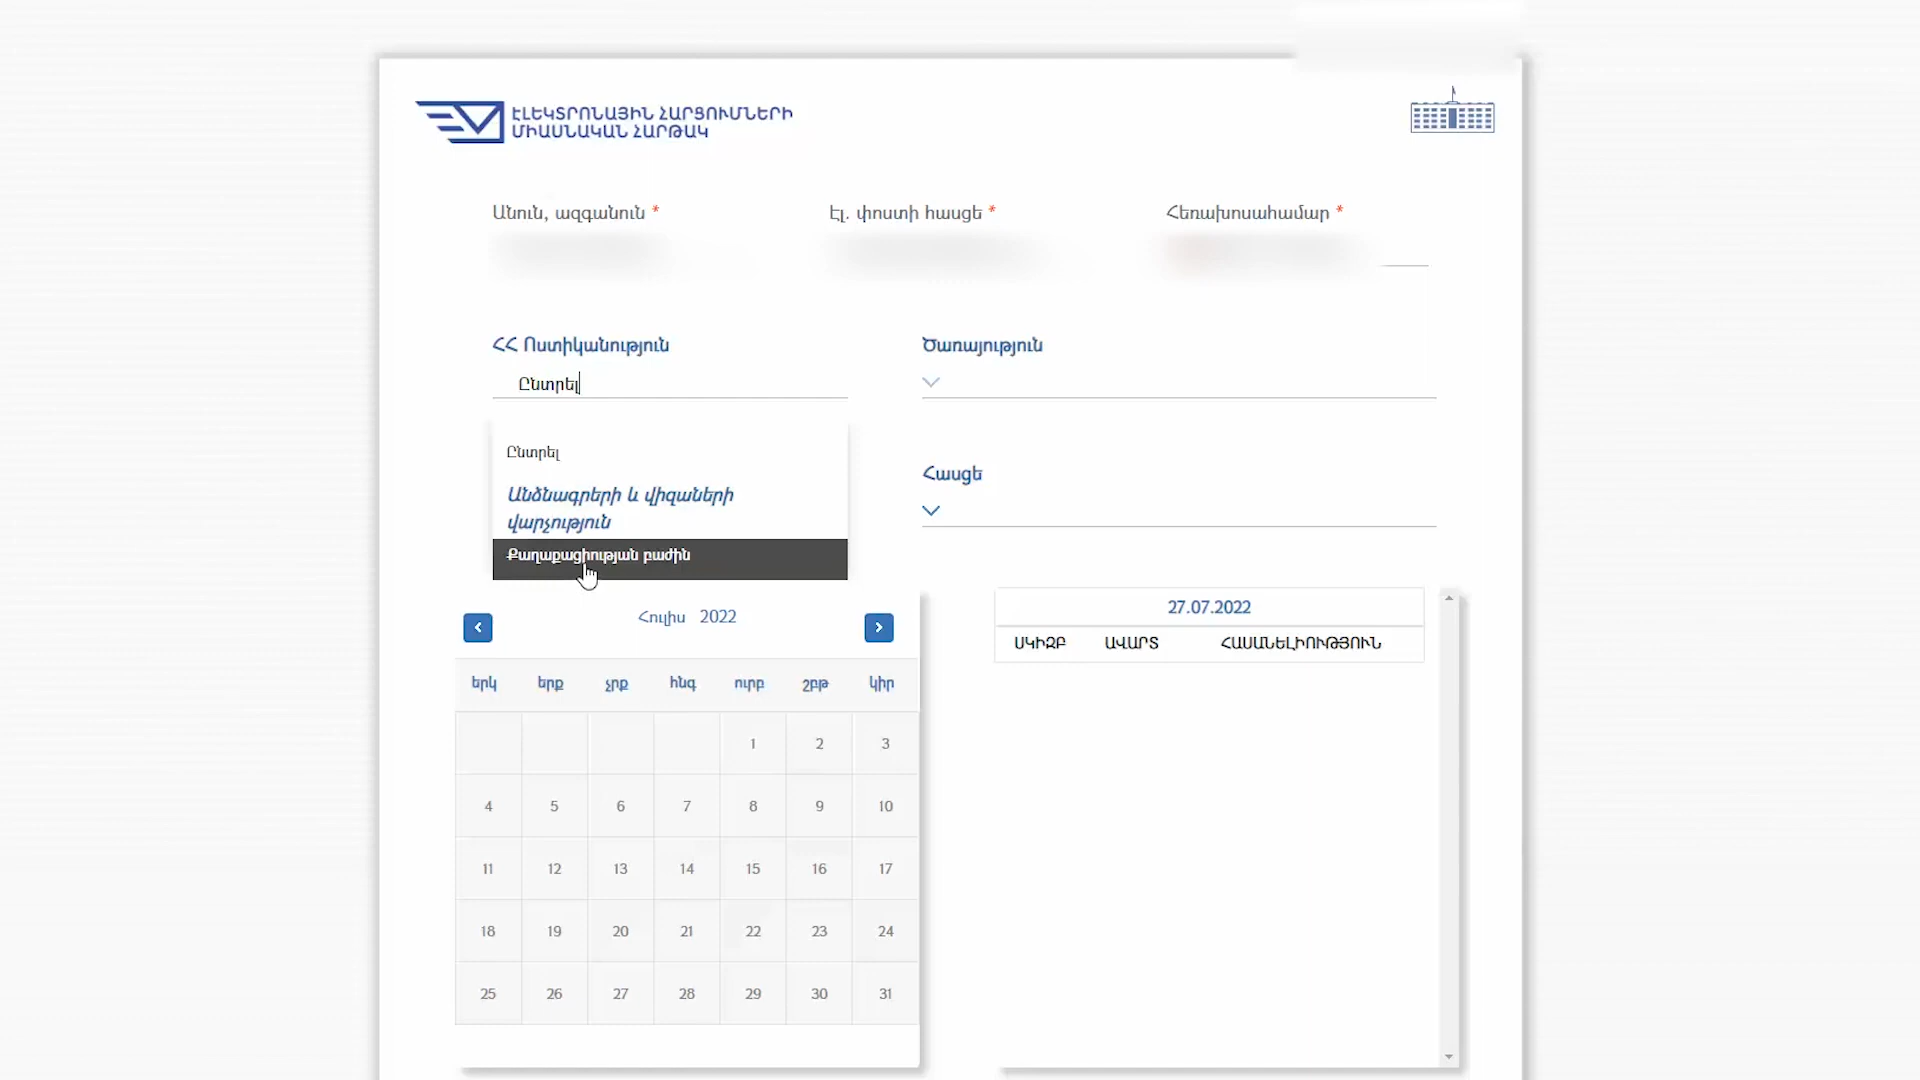 ԷԼԵԿՏՐՈՆԱՅԻՆ ՀԱՐՑՈՒՄՆԵՐԻ
ՄԻԱՍՆԱԿԱՆ ՀԱՐԹԱԿ
Անուն, ազգանուն *
Էլ. փոստի հասցե *
Հեռախոսահամար *
ՀՀ Ոստիկանություն
Ծառայություն
Ընտրել
Ընտրել
Անձնագրերի և վիզաների
վարչություն
Քաղաքացիության բաժին
Հասցե
Հուլիս 2022
երկ երք չրք հնգ ուրբ շբթ կիր
1 2 3
4 5 6 7 8 9 10
11 12 13 14 15 16 17
18 19 20 21 22 23 24
25 26 27 28 29 30 31
27.07.2022
ՍԿԻԶԲ ԱՎԱՐՏ ՀԱՍԱՆԵԼԻՈՒԹՅՈՒՆ